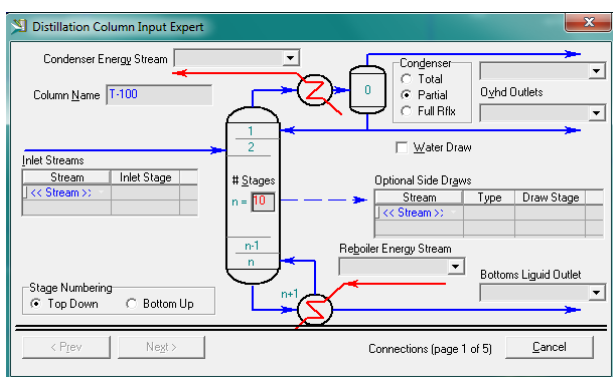 Distillation Column Input Expert
Condenser Energy Stream
Column Name T-100
0
Condenser
Total
Partial
Full Rflx
Ovhd Outlets
1
2
Water Draw
Inlet Streams
Stream Inlet Stage
<< Stream >>
# Stages
n = 10
Optional Side Draws
Stream Type Draw Stage
<< Stream >>
n-1
n
Reboiler Energy Stream
Bottoms Liquid Outlet
Stage Numbering
Top Down Bottom Up
n+1
< Prev Next > Connections (page 1 of 5) Cancel